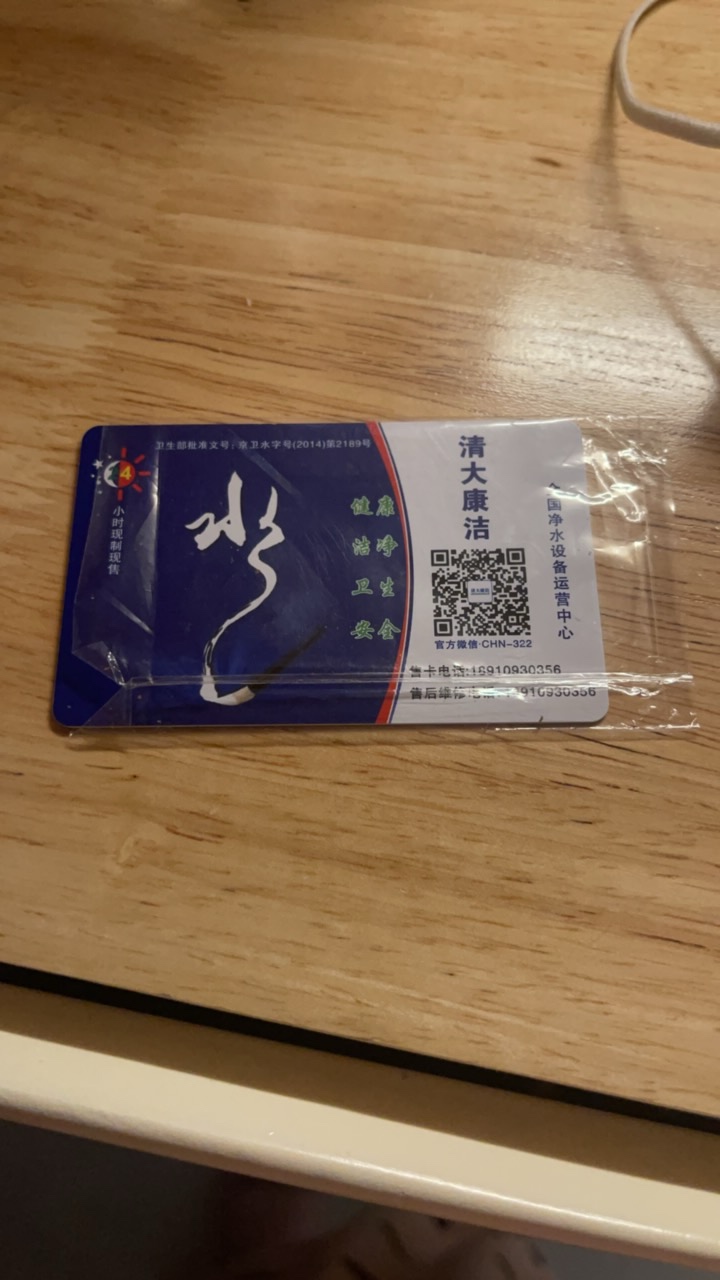 卫生部批准文号:京卫水字号(2014)第2189号
24
小时现制现售
水
健康
洁净
卫生
安全
清大康洁
全国净水设备运营中心
官方微信:CHN-322
售卡电话:18910930356
售后维修电话:18910930356